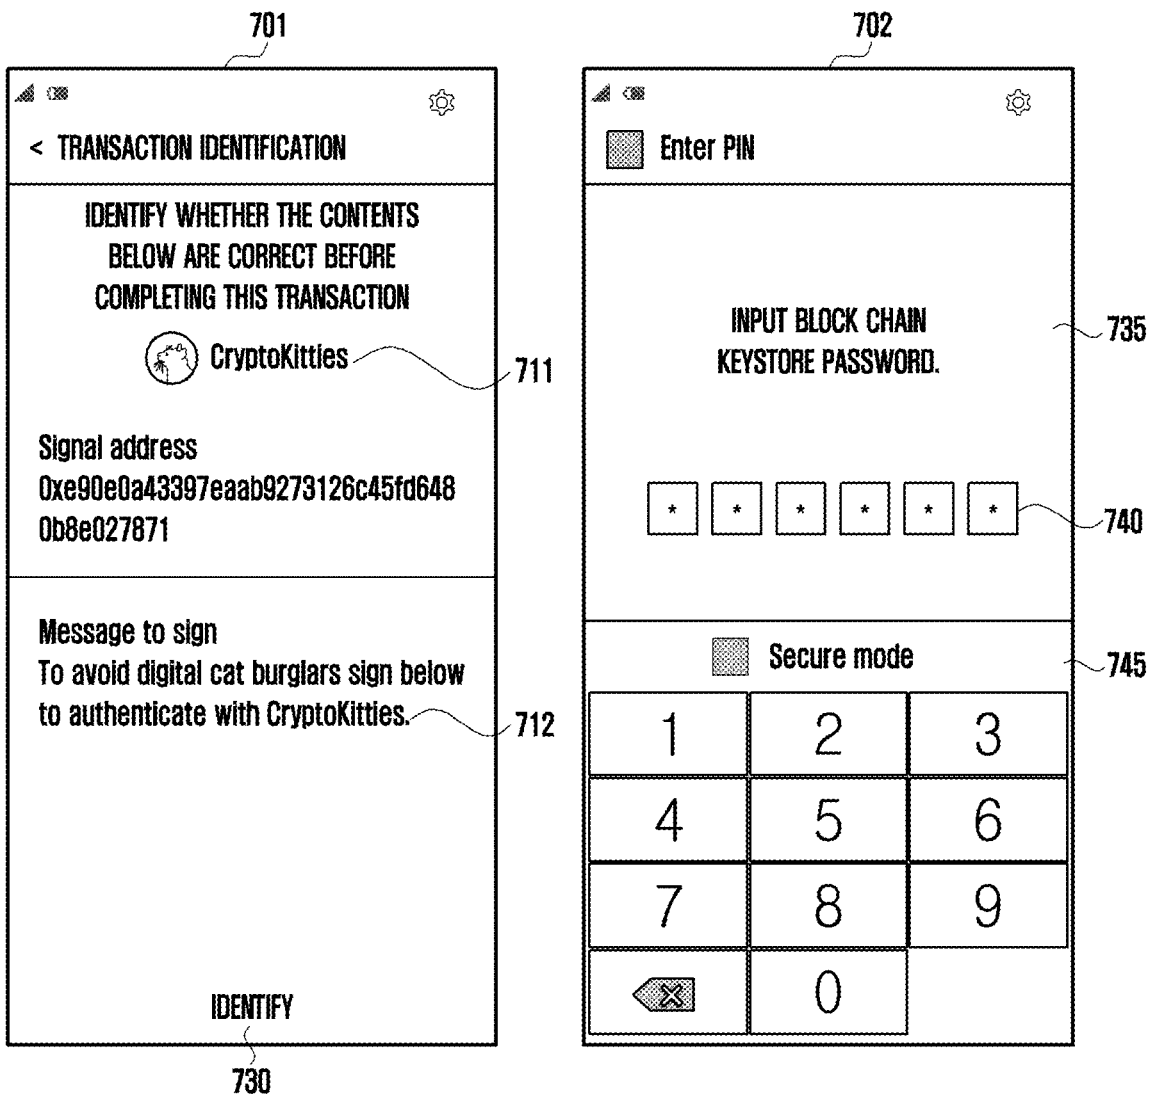 701
< TRANSACTION IDENTIFICATION
IDENTIFY WHETHER THE CONTENTS
BELOW ARE CORRECT BEFORE
COMPLETING THIS TRANSACTION
CryptoKitties
711
Signal address
0xe90e0a43397eaab9273126c45fd648
0b8e027871
Message to sign
To avoid digital cat burglars sign below
to authenticate with CryptoKitties.
712
IDENTIFY
730
702
Enter PIN
INPUT BLOCK CHAIN
KEYSTORE PASSWORD.
735
* * * * * *
740
Secure mode
745
1 2 3
4 5 6
7 8 9
0